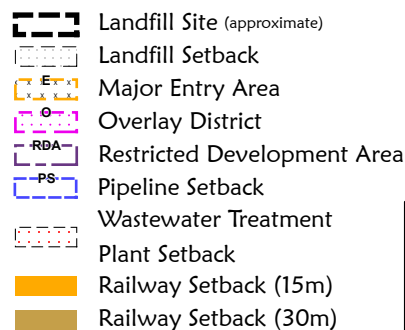 Landfill Site (approximate)
Landfill Setback
E Major Entry Area
O Overlay District
RDA Restricted Development Area
PS Pipeline Setback
Wastewater Treatment
Plant Setback
Railway Setback (15m)
Railway Setback (30m)